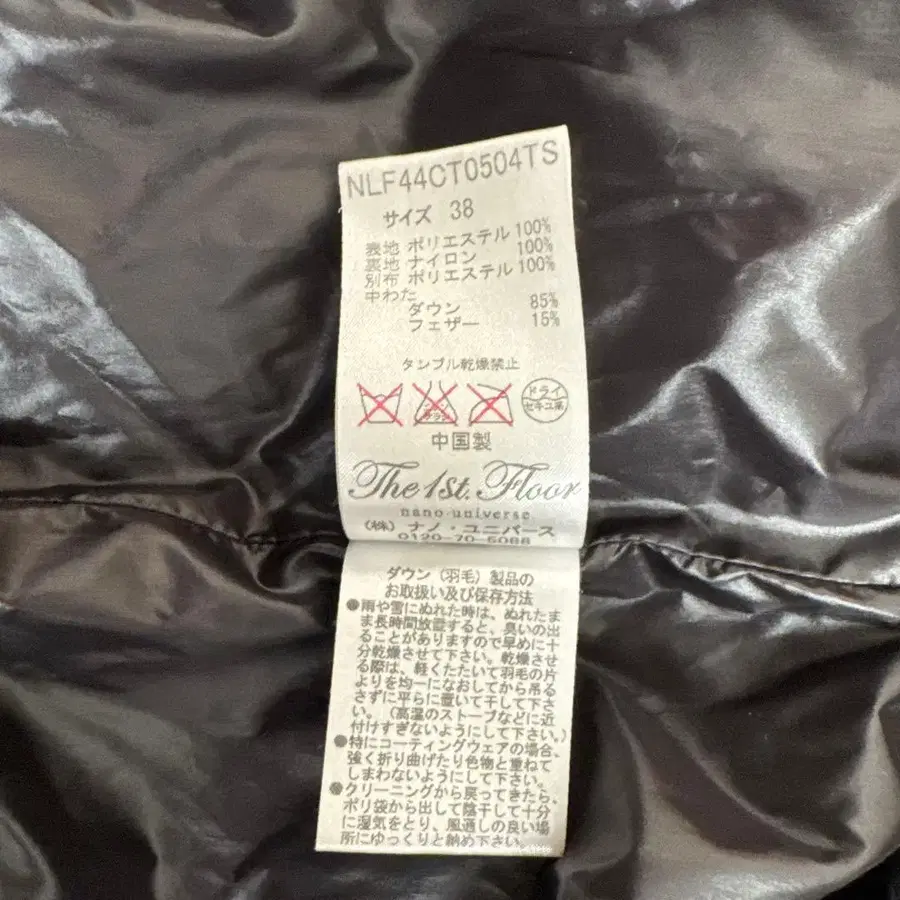 NLF44CT0504TS
サイズ 38
表地 ポリエステル 100%
裏地 ナイロン 100%
別布 ポリエステル 100%
中わた
ダウン 85%
フェザー 15%
タンブル乾燥禁止
エンソサラシ
ドライ
セキユ系
中国製
The 1st. Floor
nano·universe
(株) ナノ・ユニバース
0120-70-5088
ダウン (羽毛) 製品の
お取扱い及び保存方法
●雨や雪にぬれた時は、ぬれたま
ま長時間放置すると、臭いの出
ることがありますので早めに十
分乾燥させて下さい。乾燥させ
る際は、軽くたたいて羽毛の片
よりを均一になおしてから吊る
さずに平らに置いて干して下さ
い。(高温のストーブなどに近
付けすぎないようにして下さい。)
●特にコーティングウェアの場合、
強く折り曲げたり色物と重ねて
しまわないようにして下さい。
●クリーニングから戻ってきたら、
ポリ袋から出して陰干して十分
に湿気をとり、風通しの良い場
所にゆっくりと納め下さい。